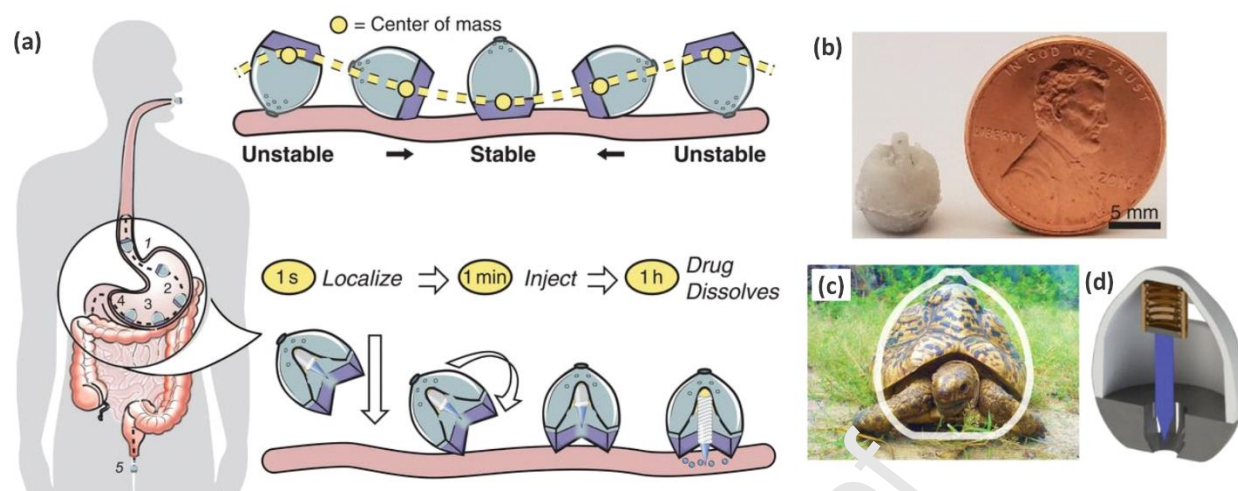 (a)
= Center of mass
Unstable
Stable
Unstable
1
2
3
4
5
1 s
Localize
1 min
Inject
1 h
Drug
Dissolves
(b)
IN GOD WE TRUST
LIBERTY
5 mm
(c)
(d)